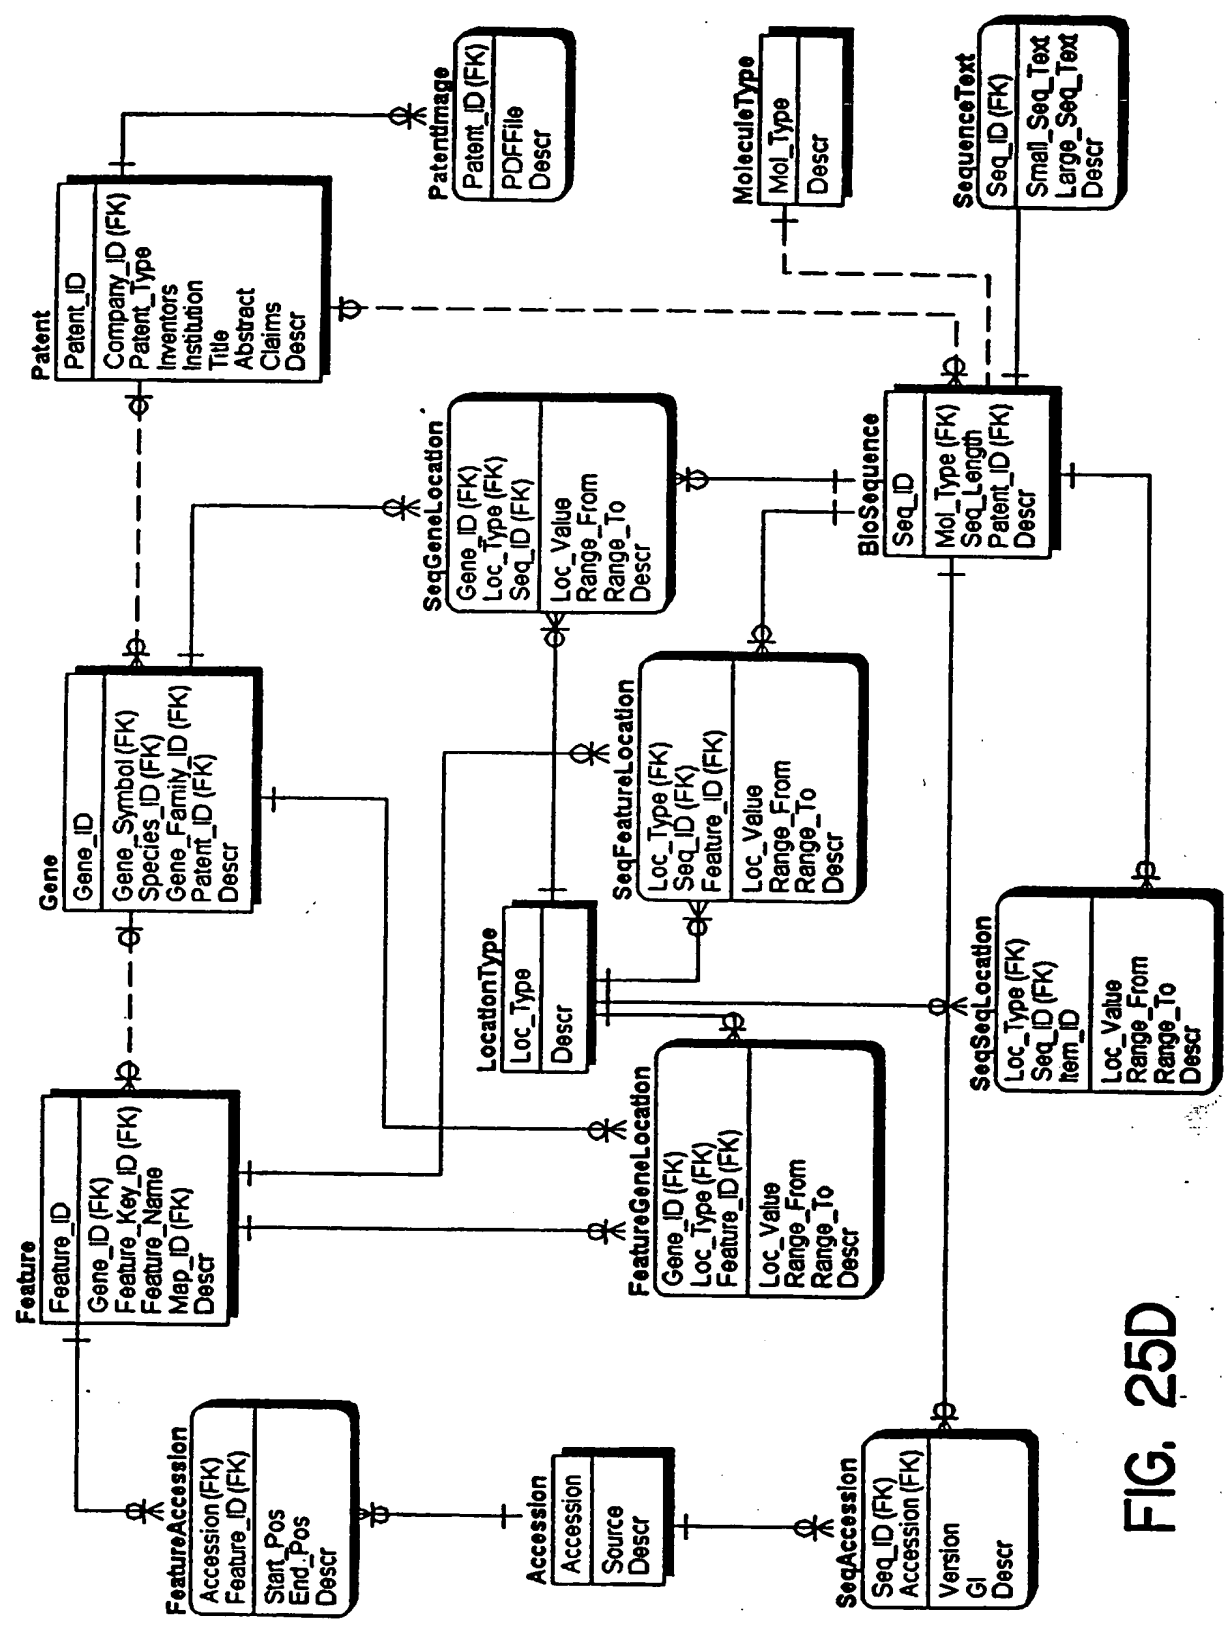 Feature
Feature_ID
Gene_ID (FK)
Feature_Key_ID (FK)
Feature_Name
Map_ID (FK)
Descr
Gene
Gene_ID
Gene_Symbol (FK)
Species_ID (FK)
Gene_Family_ID (FK)
Patent_ID (FK)
Descr
Patent
Patent_ID
Company_ID (FK)
Patent_Type
Inventors
Institution
Title
Abstract
Claims
Descr
FeatureAccession
Accession (FK)
Feature_ID (FK)
Start_Pos
End_Pos
Descr
SeqGeneLocation
Gene_ID (FK)
Loc_Type (FK)
Seq_ID (FK)
Loc_Value
Range_From
Range_To
Descr
PatentImage
Patent_ID (FK)
PDFFile
Descr
LocationType
Loc_Type
Descr
Accession
Accession
Source
Descr
FeatureGeneLocation
Gene_ID (FK)
Loc_Type (FK)
Feature_ID (FK)
Loc_Value
Range_From
Range_To
Descr
SeqFeatureLocation
Loc_Type (FK)
Seq_ID (FK)
Feature_ID (FK)
Loc_Value
Range_From
Range_To
Descr
MoleculeType
Mol_Type
Descr
SeqAccession
Seq_ID (FK)
Accession (FK)
Version
GI
Descr
BioSequence
Seq_ID
Mol_Type (FK)
Seq_Length
Patent_ID (FK)
Descr
SequenceText
Seq_ID (FK)
Small_Seq_Text
Large_Seq_Text
Descr
SeqSeqLocation
Loc_Type (FK)
Seq_ID (FK)
Item_ID
Loc_Value
Range_From
Range_To
Descr
FIG. 25D